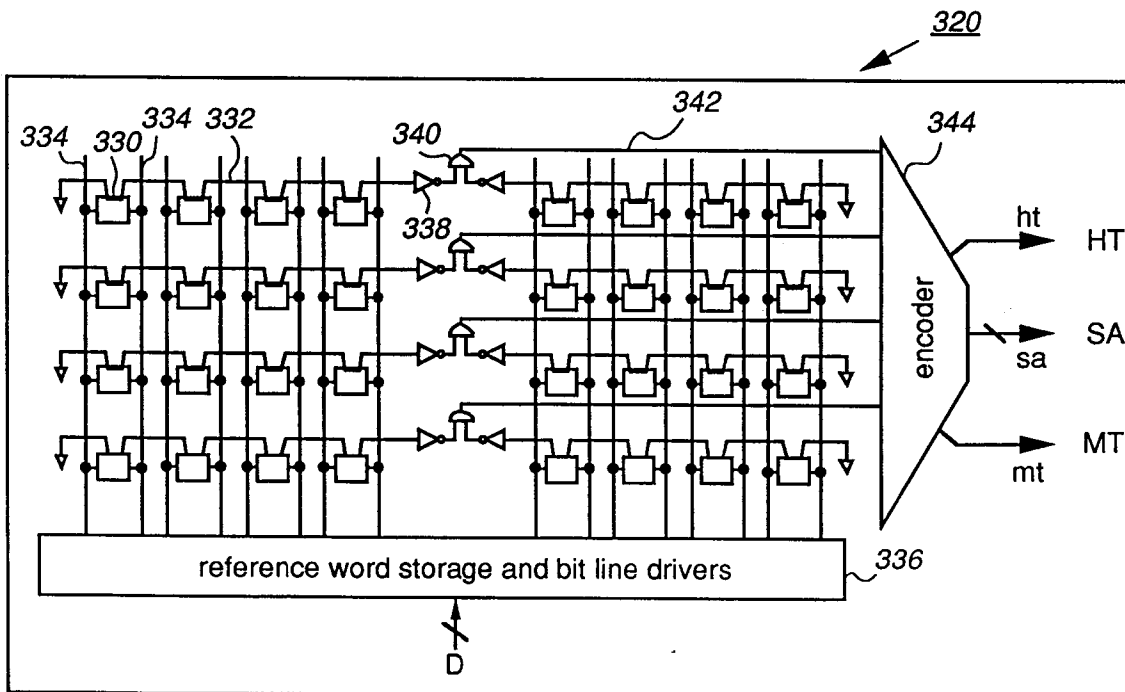 320
334
330
334
332
340
342
344
338
ht
HT
encoder
sa
SA
mt
MT
reference word storage and bit line drivers
336
D